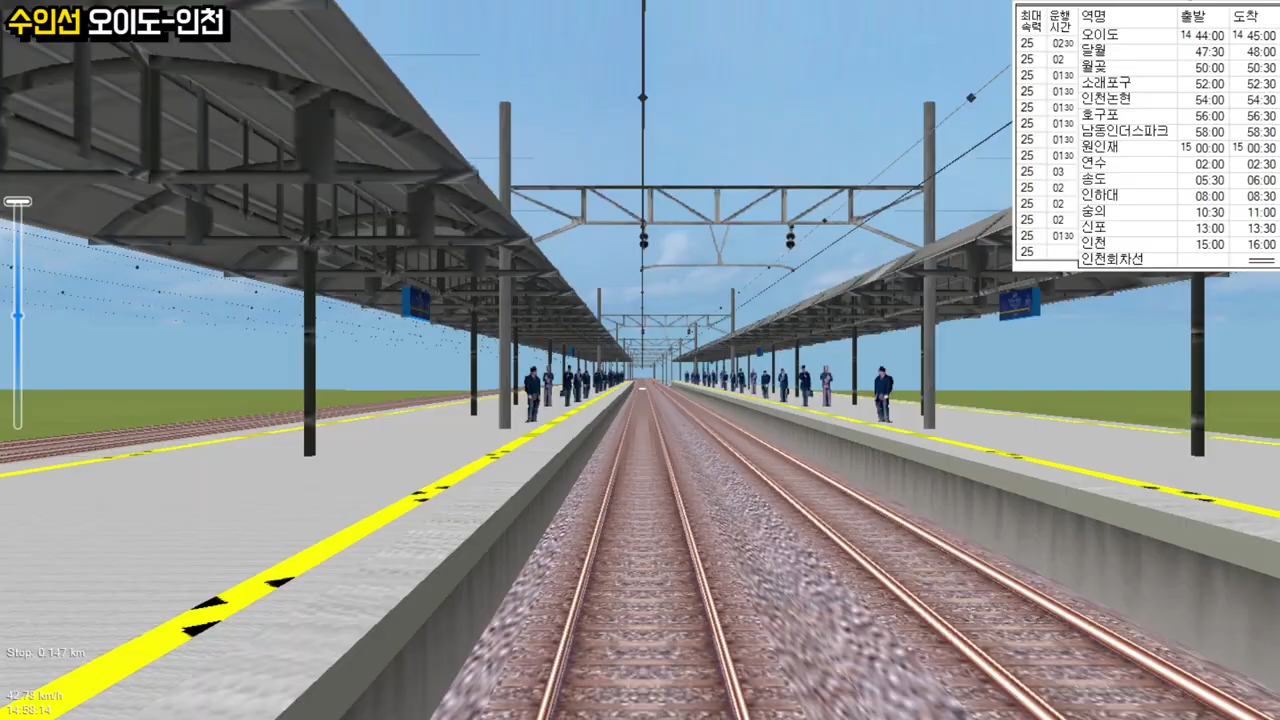 수인선 오이도-인천
최대속력 운행시간 역명 출발 도착
25 02 30 오이도 14 44:00 14 45:00
25 02 달월 47:30 48:00
25 01 30 월곶 50:00 50:30
25 01 30 소래포구 52:00 52:30
25 01 30 인천논현 54:00 54:30
25 01 30 호구포 56:00 56:30
25 01 30 남동인더스파크 58:00 58:30
25 01 30 원인재 15 00:00 15 00:30
25 03 연수 02:00 02:30
25 02 송도 05:30 06:00
25 02 인하대 08:00 08:30
25 02 숭의 10:30 11:00
25 01 30 신포 13:00 13:30
25 인천 15:00 16:00
인천회차선
Stop. 0.147 km
42.78 km/h
14:58:14